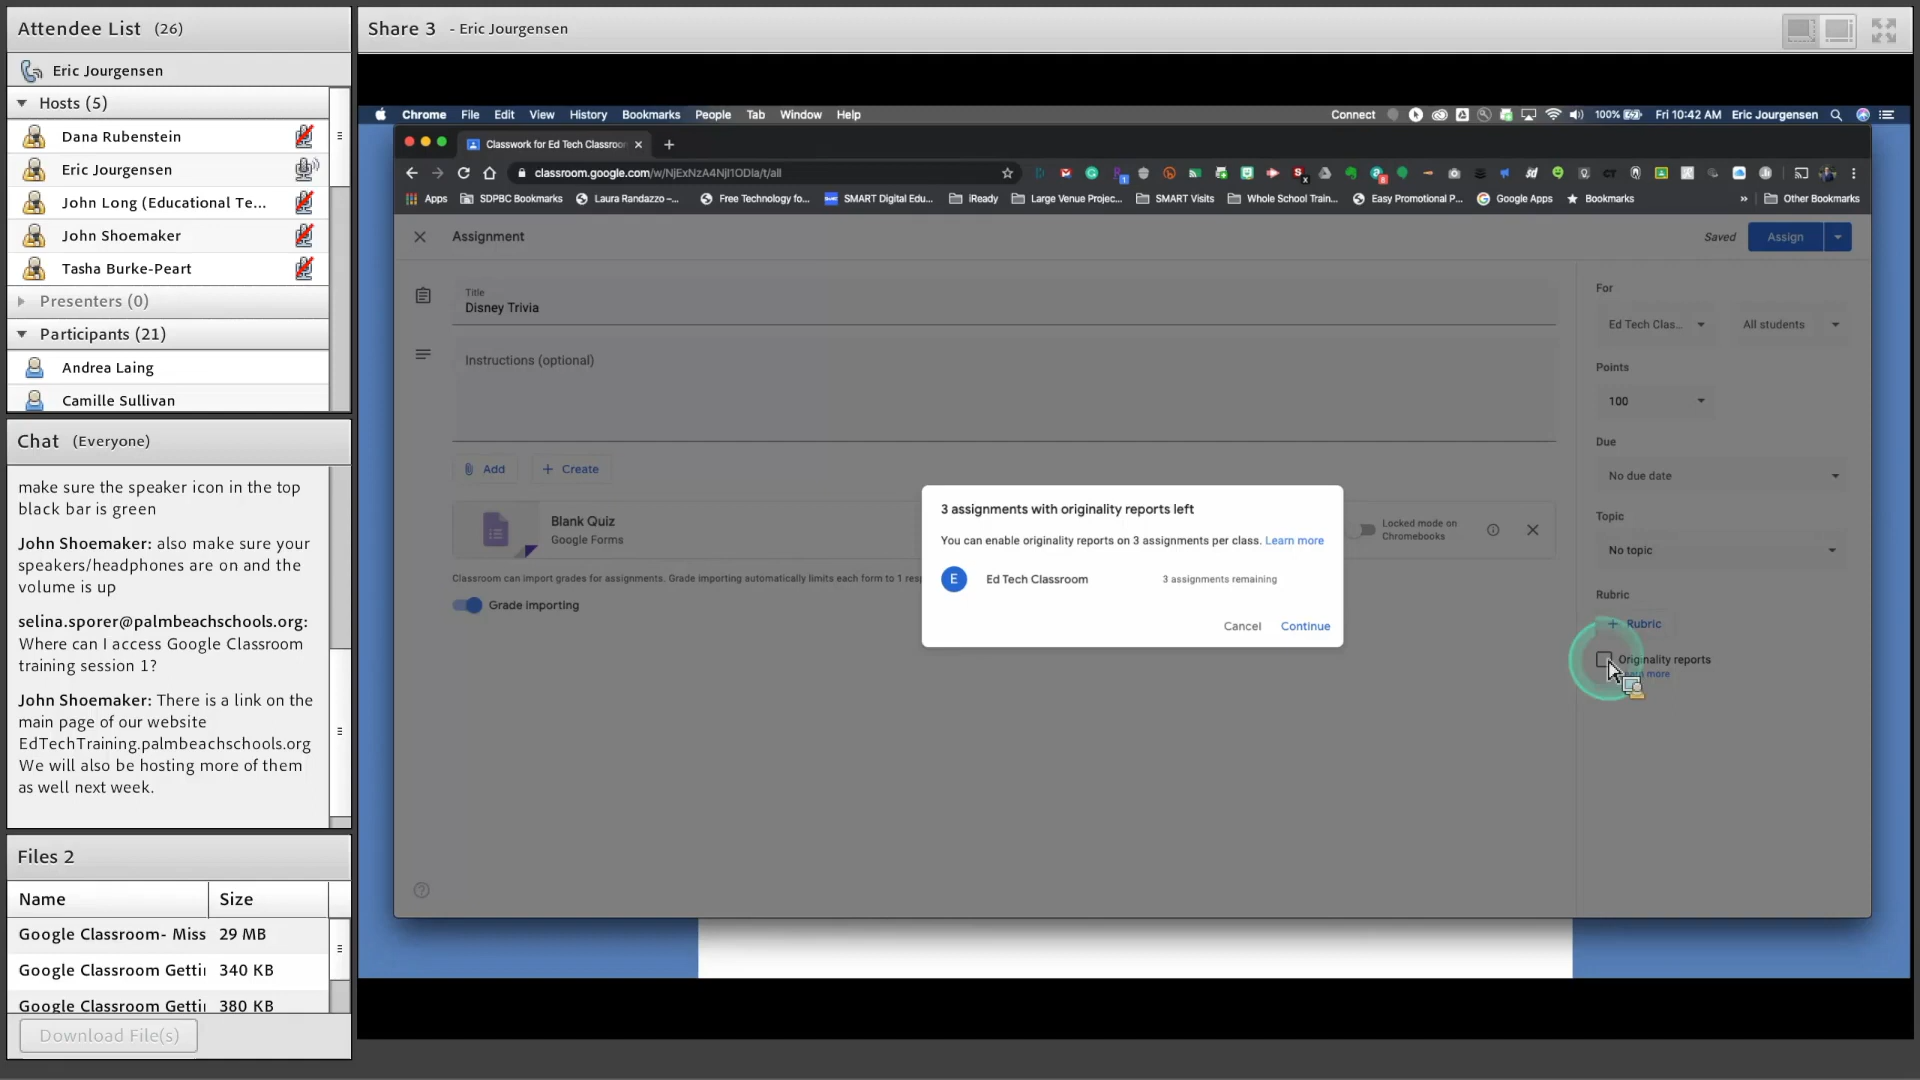 Attendee List (26)
Eric Jourgensen
Hosts (5)
Dana Rubenstein
Eric Jourgensen
John Long (Educational Te...
John Shoemaker
Tasha Burke-Peart
Presenters (0)
Participants (21)
Andrea Laing
Camille Sullivan
Chat (Everyone)
make sure the speaker icon in the top
black bar is green
John Shoemaker: also make sure your
speakers/headphones are on and the
volume is up
selina.sporer@palmbeachschools.org:
Where can I access Google Classroom
training session 1?
John Shoemaker: There is a link on the
main page of our website
EdTechTraining.palmbeachschools.org
We will also be hosting more of them
as well next week.
Files 2
Name Size
Google Classroom- Miss 29 MB
Google Classroom Getti 340 KB
Google Classroom Getti 380 KB
Download File(s)
Share 3 - Eric Jourgensen
Chrome File Edit View History Bookmarks People Tab Window Help Connect 100% Fri 10:42 AM Eric Jourgensen
Classwork for Ed Tech Classroon
Apps SDPBC Bookmarks Laura Randazzo –... Free Technology fo... SMART Digital Edu... iReady Large Venue Projec... SMART Visits Whole School Train... Easy Promotional P... Google Apps Bookmarks » Other Bookmarks
Assignment Saved Assign
Title
Disney Trivia
Instructions (optional)
Add + Create
Blank Quiz
Google Forms
Locked mode on
Chromebooks
Classroom can import grades for assignments. Grade importing automatically limits each form to 1
Grade importing
3 assignments with originality reports left
You can enable originality reports on 3 assignments per class. Learn more
E Ed Tech Classroom 3 assignments remaining
Cancel Continue
For
Ed Tech Clas... All students
Points
100
Due
No due date
Topic
No topic
Rubric
+ Rubric
Originality reports
more